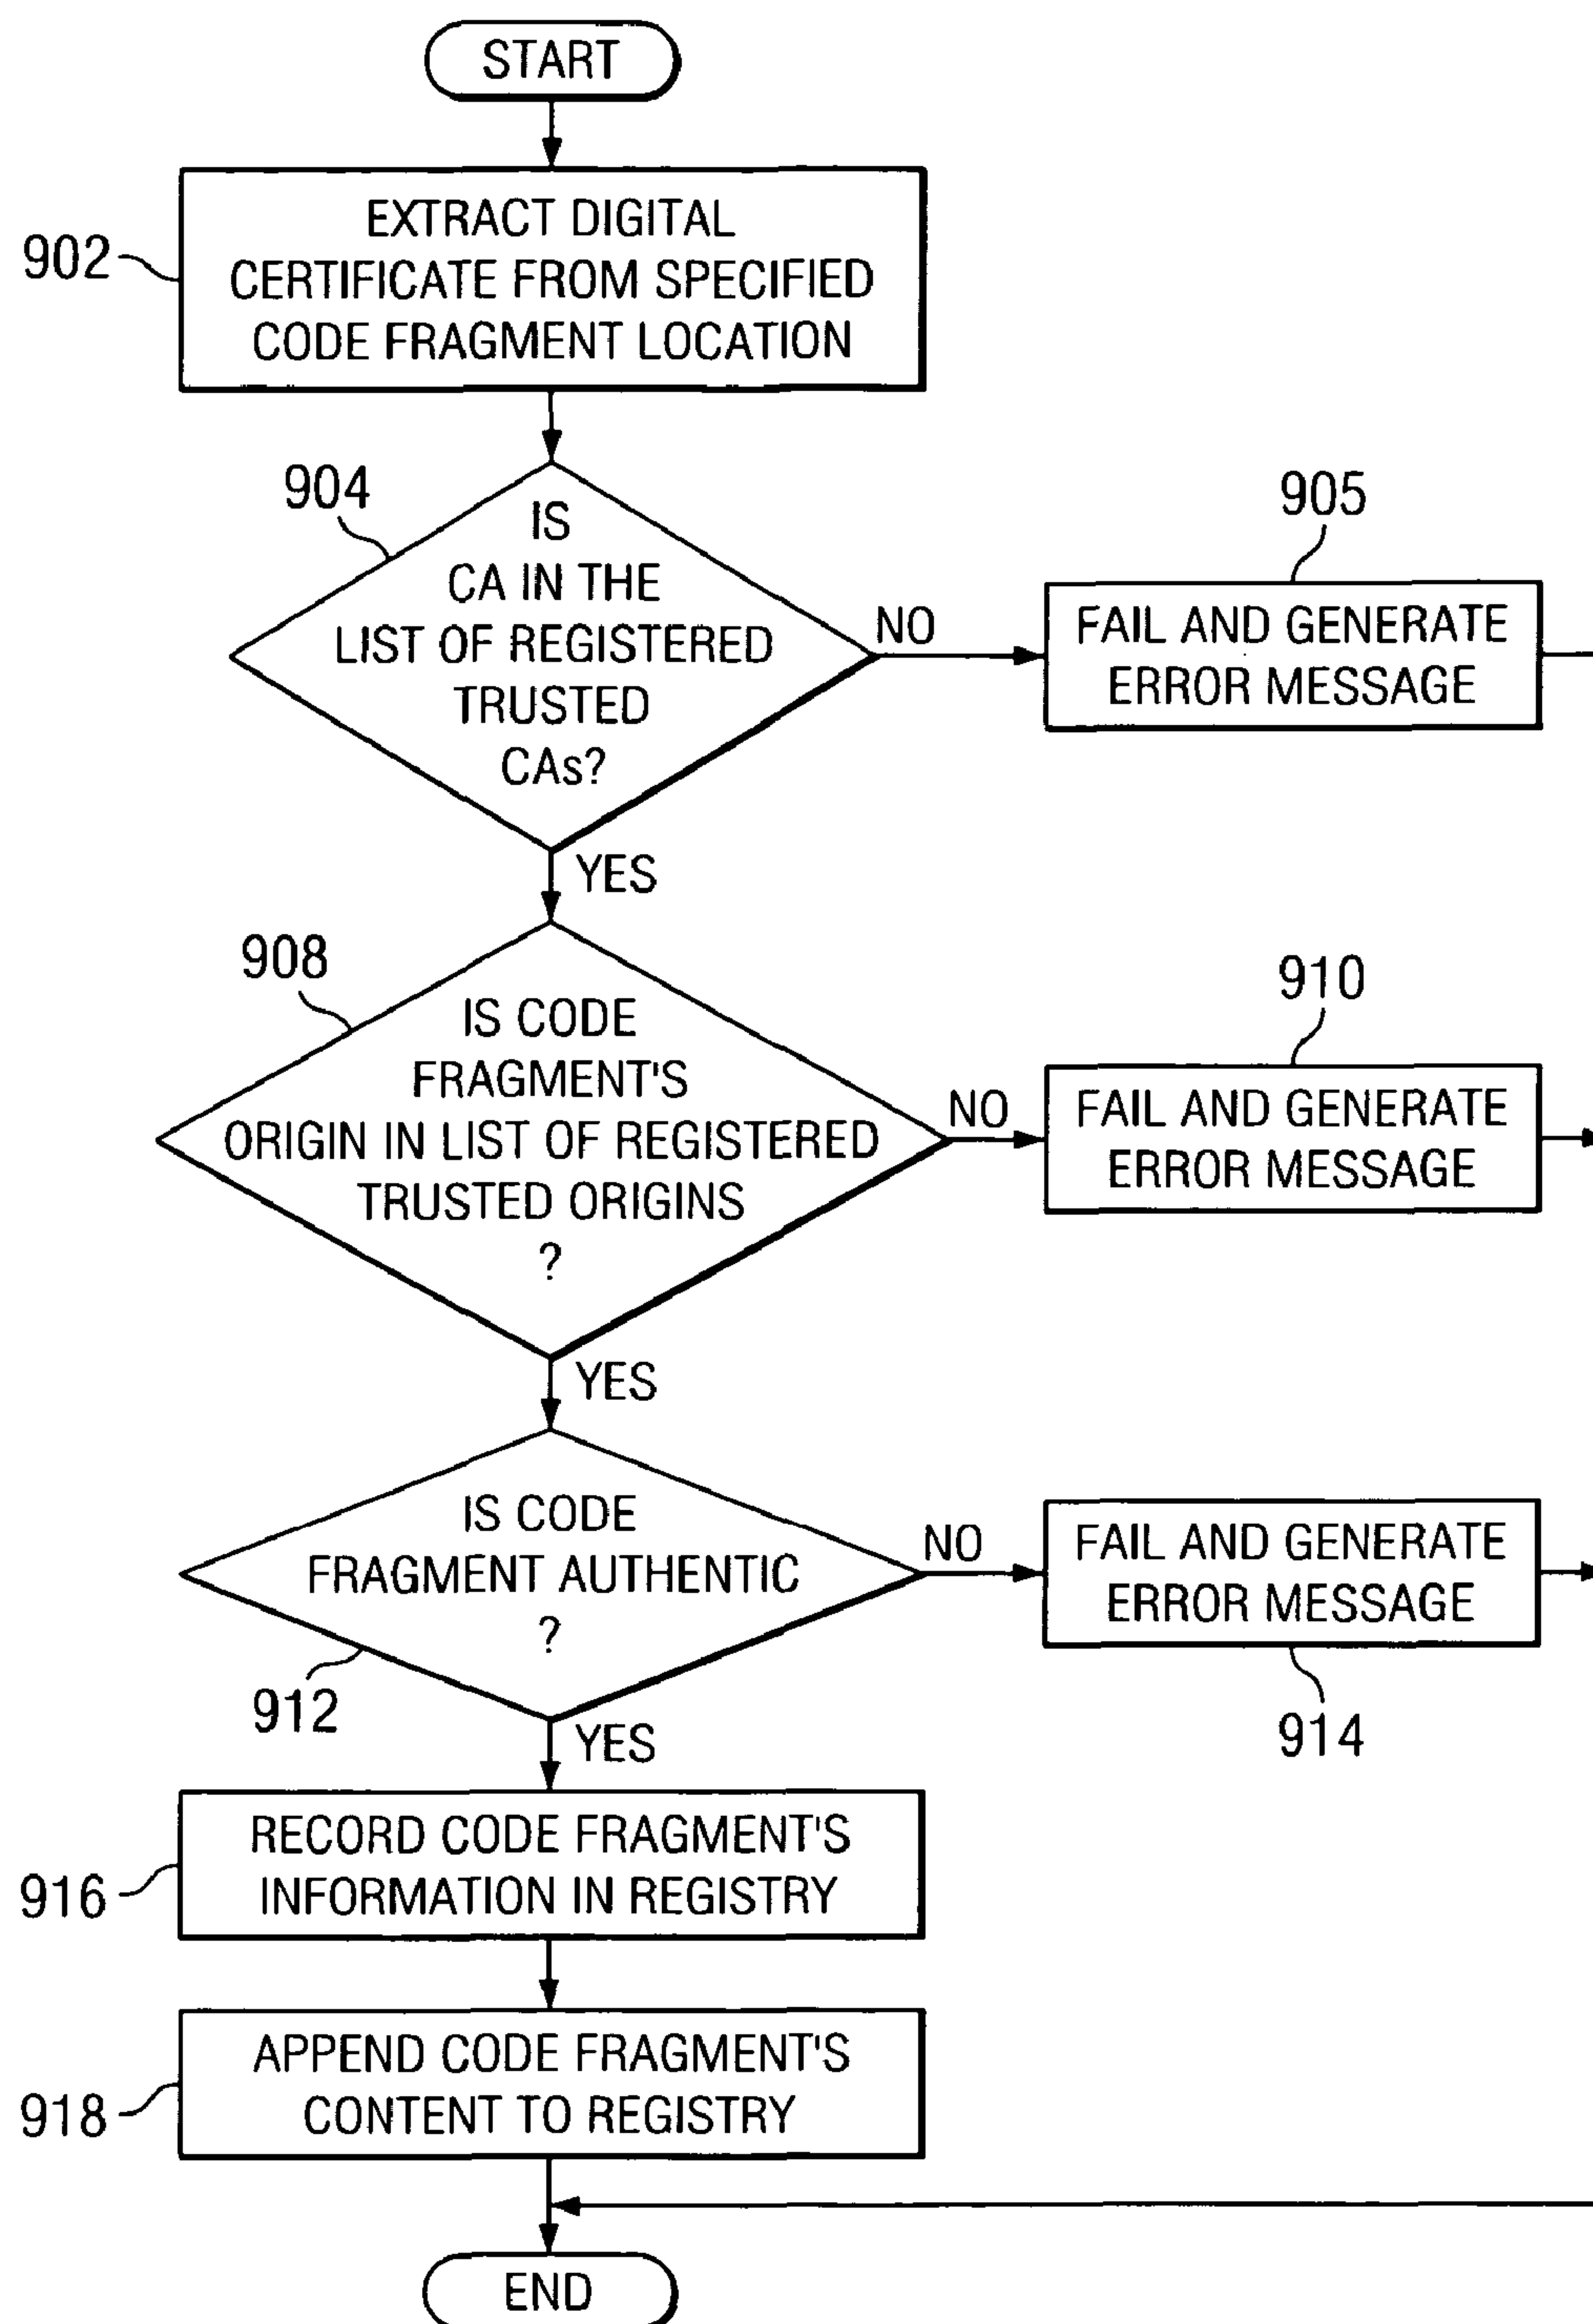 START
902
EXTRACT DIGITAL
CERTIFICATE FROM SPECIFIED
CODE FRAGMENT LOCATION
904
IS
CA IN THE
LIST OF REGISTERED
TRUSTED
CAs?
NO
905
FAIL AND GENERATE
ERROR MESSAGE
YES
908
IS CODE
FRAGMENT'S
ORIGIN IN LIST OF REGISTERED
TRUSTED ORIGINS
?
NO
910
FAIL AND GENERATE
ERROR MESSAGE
YES
IS CODE
FRAGMENT AUTHENTIC
?
912
NO
FAIL AND GENERATE
ERROR MESSAGE
914
YES
RECORD CODE FRAGMENT'S
INFORMATION IN REGISTRY
916
APPEND CODE FRAGMENT'S
CONTENT TO REGISTRY
918
END